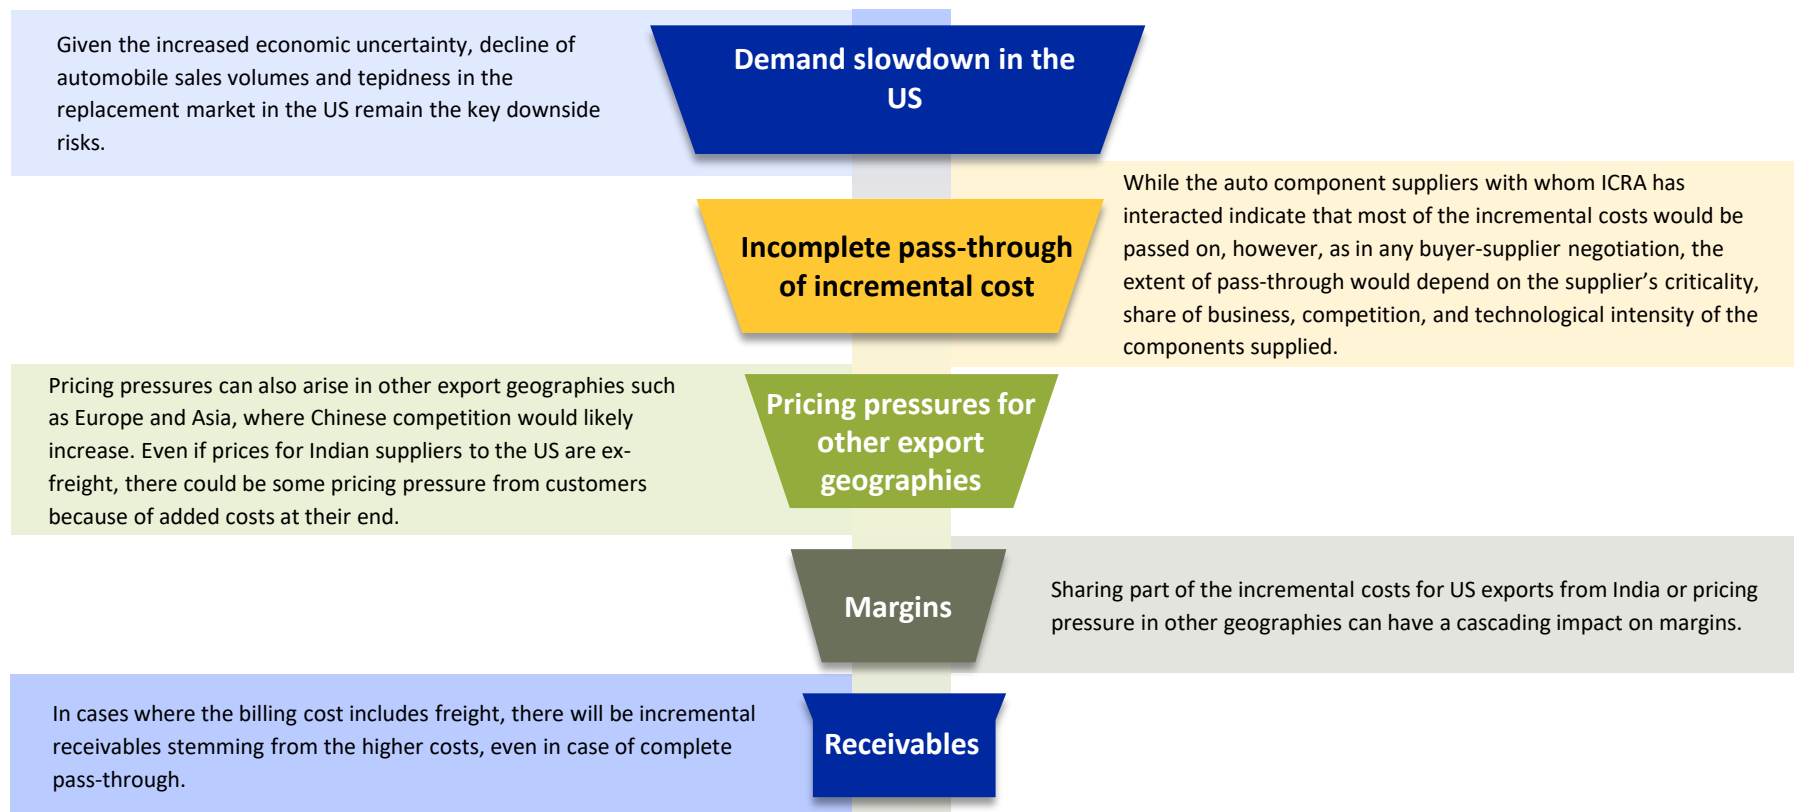 Given the increased economic uncertainty, decline of
automobile sales volumes and tepidness in the
replacement market in the US remain the key downside
risks.
Demand slowdown in the
US
Incomplete pass-through
of incremental cost
While the auto component suppliers with whom ICRA has
interacted indicate that most of the incremental costs would be
passed on, however, as in any buyer-supplier negotiation, the
extent of pass-through would depend on the supplier’s criticality,
share of business, competition, and technological intensity of the
components supplied.
Pricing pressures can also arise in other export geographies such
as Europe and Asia, where Chinese competition would likely
increase. Even if prices for Indian suppliers to the US are ex-
freight, there could be some pricing pressure from customers
because of added costs at their end.
Pricing pressures for
other export
geographies
Margins
Sharing part of the incremental costs for US exports from India or pricing
pressure in other geographies can have a cascading impact on margins.
In cases where the billing cost includes freight, there will be incremental
receivables stemming from the higher costs, even in case of complete
pass-through.
Receivables